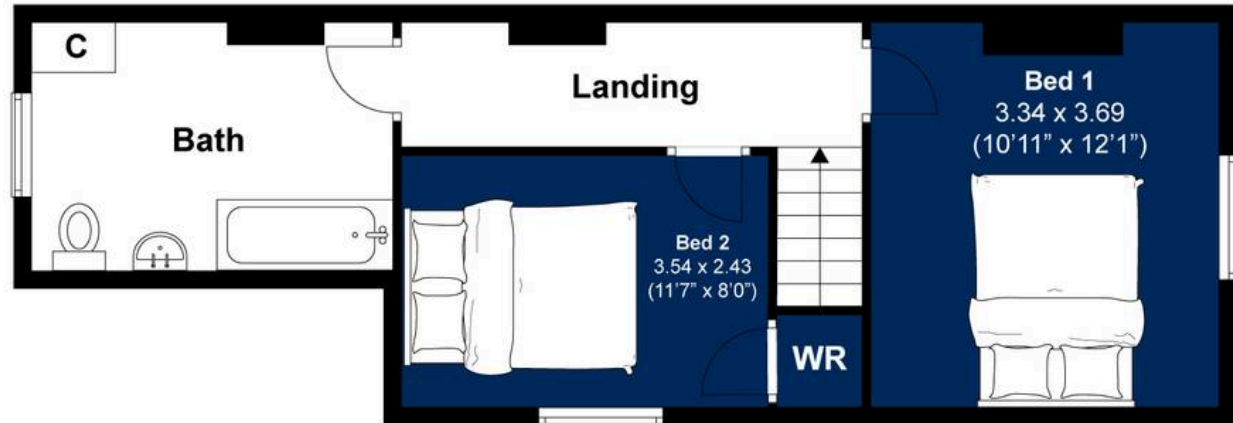 C
Bath
Landing
Bed 1
3.34 x 3.69
(10'11" x 12'1")
Bed 2
3.54 x 2.43
(11'7" x 8'0")
WR